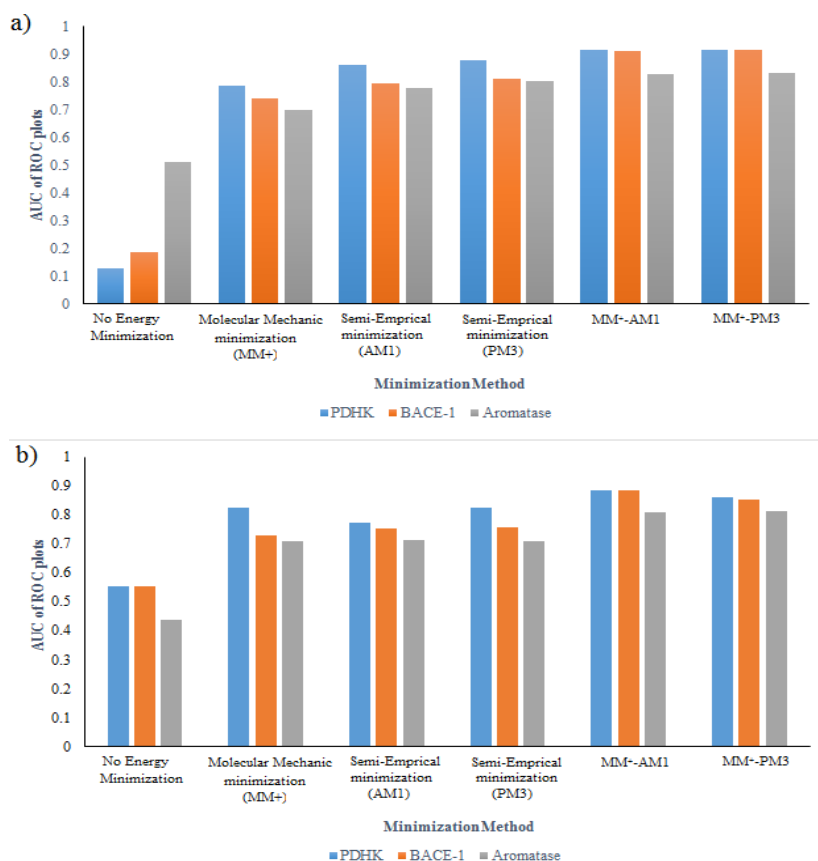 a)
1
0.9
0.8
0.7
0.6
0.5
0.4
0.3
0.2
0.1
0
AUC of ROC plots
No Energy
Minimization
Molecular Mechanic
minimization
(MM+)
Semi-Emprical
minimization
(AM1)
Semi-Emprical
minimization
(PM3)
MM⁺-AM1
MM⁺-PM3
Minimization Method
PDHK BACE-1 Aromatase
b)
1
0.9
0.8
0.7
0.6
0.5
0.4
0.3
0.2
0.1
0
AUC of ROC plots
No Energy
Minimization
Molecular Mechanic
minimization
(MM+)
Semi-Emprical
minimization
(AM1)
Semi-Emprical
minimization
(PM3)
MM⁺-AM1
MM⁺-PM3
Minimization Method
PDHK BACE-1 Aromatase